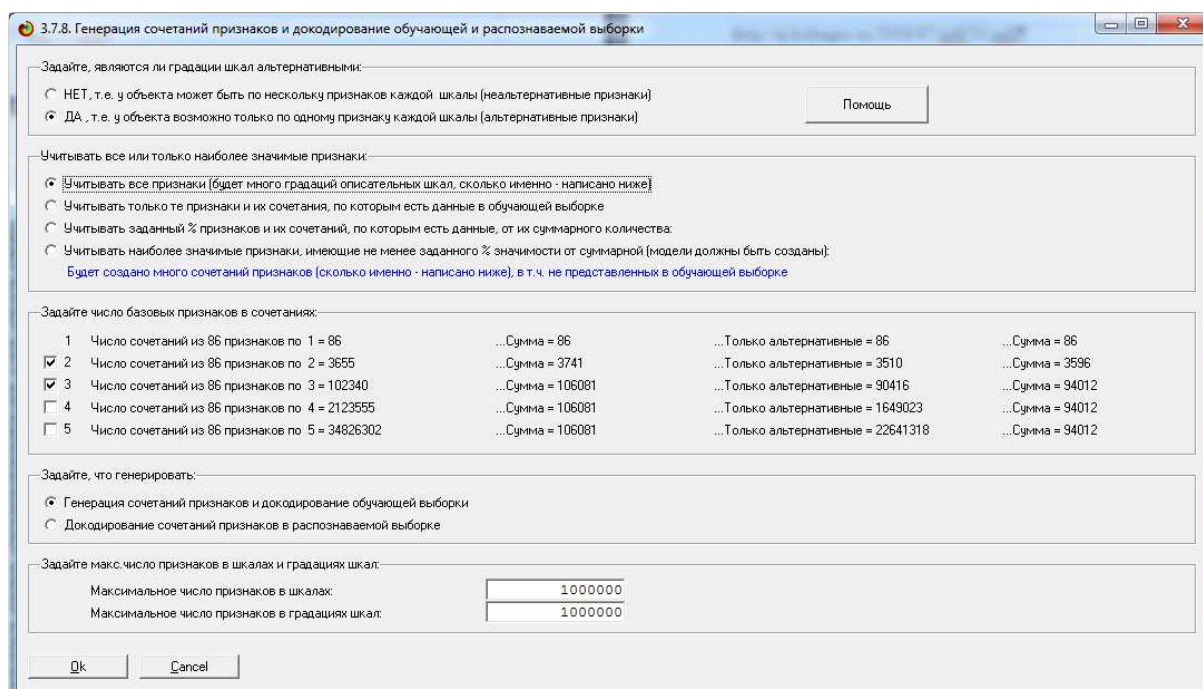 3.7.8. Генерация сочетаний признаков и докодирование обучающей и распознаваемой выборки
Задайте, являются ли градации шкал альтернативными:
НЕТ, т.е. у объекта может быть по нескольку признаков каждой шкалы (неальтернативные признаки)
ДА , т.е. у объекта возможно только по одному признаку каждой шкалы (альтернативные признаки)
Помощь
Учитывать все или только наиболее значимые признаки:
Учитывать все признаки (будет много градаций описательных шкал, сколько именно - написано ниже)
Учитывать только те признаки и их сочетания, по которым есть данные в обучающей выборке
Учитывать заданный % признаков и их сочетаний, по которым есть данные, от их суммарного количества:
Учитывать наиболее значимые признаки, имеющие не менее заданного % значимости от суммарной (модели должны быть созданы):
Будет создано много сочетаний признаков (сколько именно - написано ниже), в т.ч. не представленных в обучающей выборке
Задайте число базовых признаков в сочетаниях:
1 Число сочетаний из 86 признаков по 1 = 86 ...Сумма = 86 ...Только альтернативные = 86 ...Сумма = 86
2 Число сочетаний из 86 признаков по 2 = 3655 ...Сумма = 3741 ...Только альтернативные = 3510 ...Сумма = 3596
3 Число сочетаний из 86 признаков по 3 = 102340 ...Сумма = 106081 ...Только альтернативные = 90416 ...Сумма = 94012
4 Число сочетаний из 86 признаков по 4 = 2123555 ...Сумма = 106081 ...Только альтернативные = 1649023 ...Сумма = 94012
5 Число сочетаний из 86 признаков по 5 = 34826302 ...Сумма = 106081 ...Только альтернативные = 22641318 ...Сумма = 94012
Задайте, что генерировать:
Генерация сочетаний признаков и докодирование обучающей выборки
Докодирование сочетаний признаков в распознаваемой выборке
Задайте макс.число признаков в шкалах и градациях шкал:
Максимальное число признаков в шкалах: 1000000
Максимальное число признаков в градациях шкал: 1000000
Ok Cancel